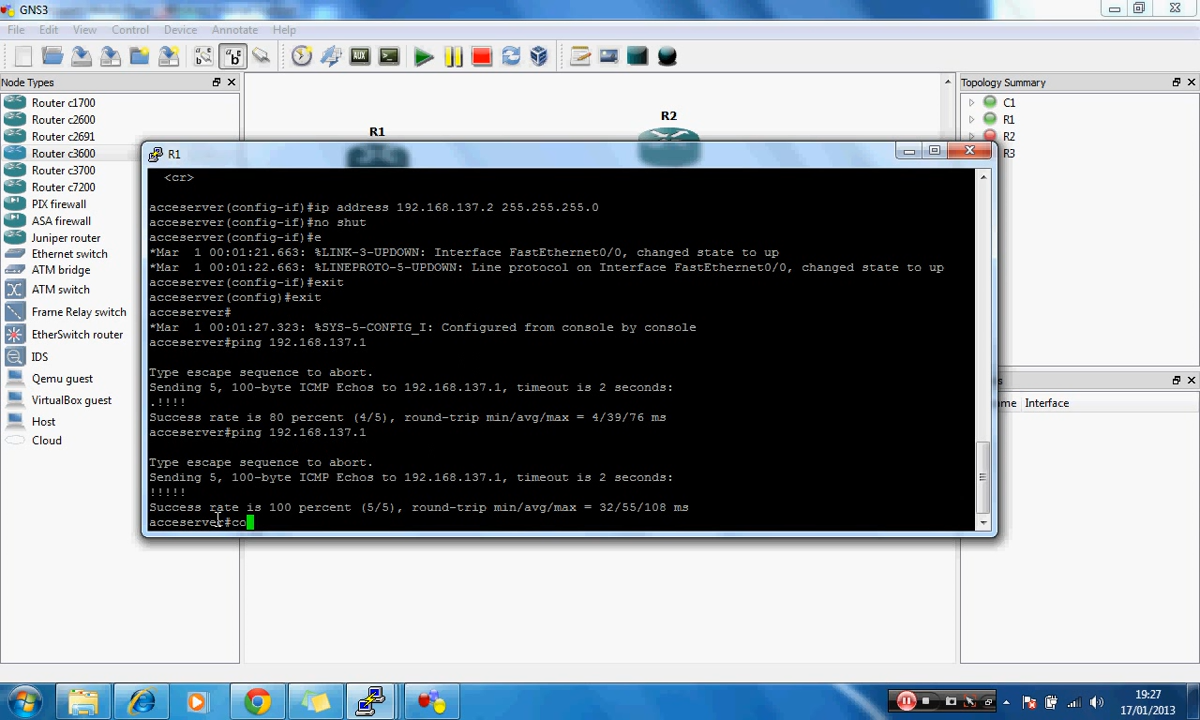 GNS3
File Edit View Control Device Annotate Help
Node Types
Router c1700
Router c2600
Router c2691
Router c3600
Router c3700
Router c7200
PIX firewall
ASA firewall
Juniper router
Ethernet switch
ATM bridge
ATM switch
Frame Relay switch
EtherSwitch router
IDS
Qemu guest
VirtualBox guest
Host
Cloud
R1
R2
Topology Summary
C1
R1
R2
R3
Interface
AUX
R1
<cr>
acceserver(config-if)#ip address 192.168.137.2 255.255.255.0
acceserver(config-if)#no shut
acceserver(config-if)#e
*Mar  1 00:01:21.663: %LINK-3-UPDOWN: Interface FastEthernet0/0, changed state to up
*Mar  1 00:01:22.663: %LINEPROTO-5-UPDOWN: Line protocol on Interface FastEthernet0/0, changed state to up
acceserver(config-if)#exit
acceserver(config)#exit
acceserver#
*Mar  1 00:01:27.323: %SYS-5-CONFIG_I: Configured from console by console
acceserver#ping 192.168.137.1
Type escape sequence to abort.
Sending 5, 100-byte ICMP Echos to 192.168.137.1, timeout is 2 seconds:
.!!!!
Success rate is 80 percent (4/5), round-trip min/avg/max = 4/39/76 ms
acceserver#ping 192.168.137.1
Type escape sequence to abort.
Sending 5, 100-byte ICMP Echos to 192.168.137.1, timeout is 2 seconds:
!!!!!
Success rate is 100 percent (5/5), round-trip min/avg/max = 32/55/108 ms
acceserver#co
19:27
17/01/2013